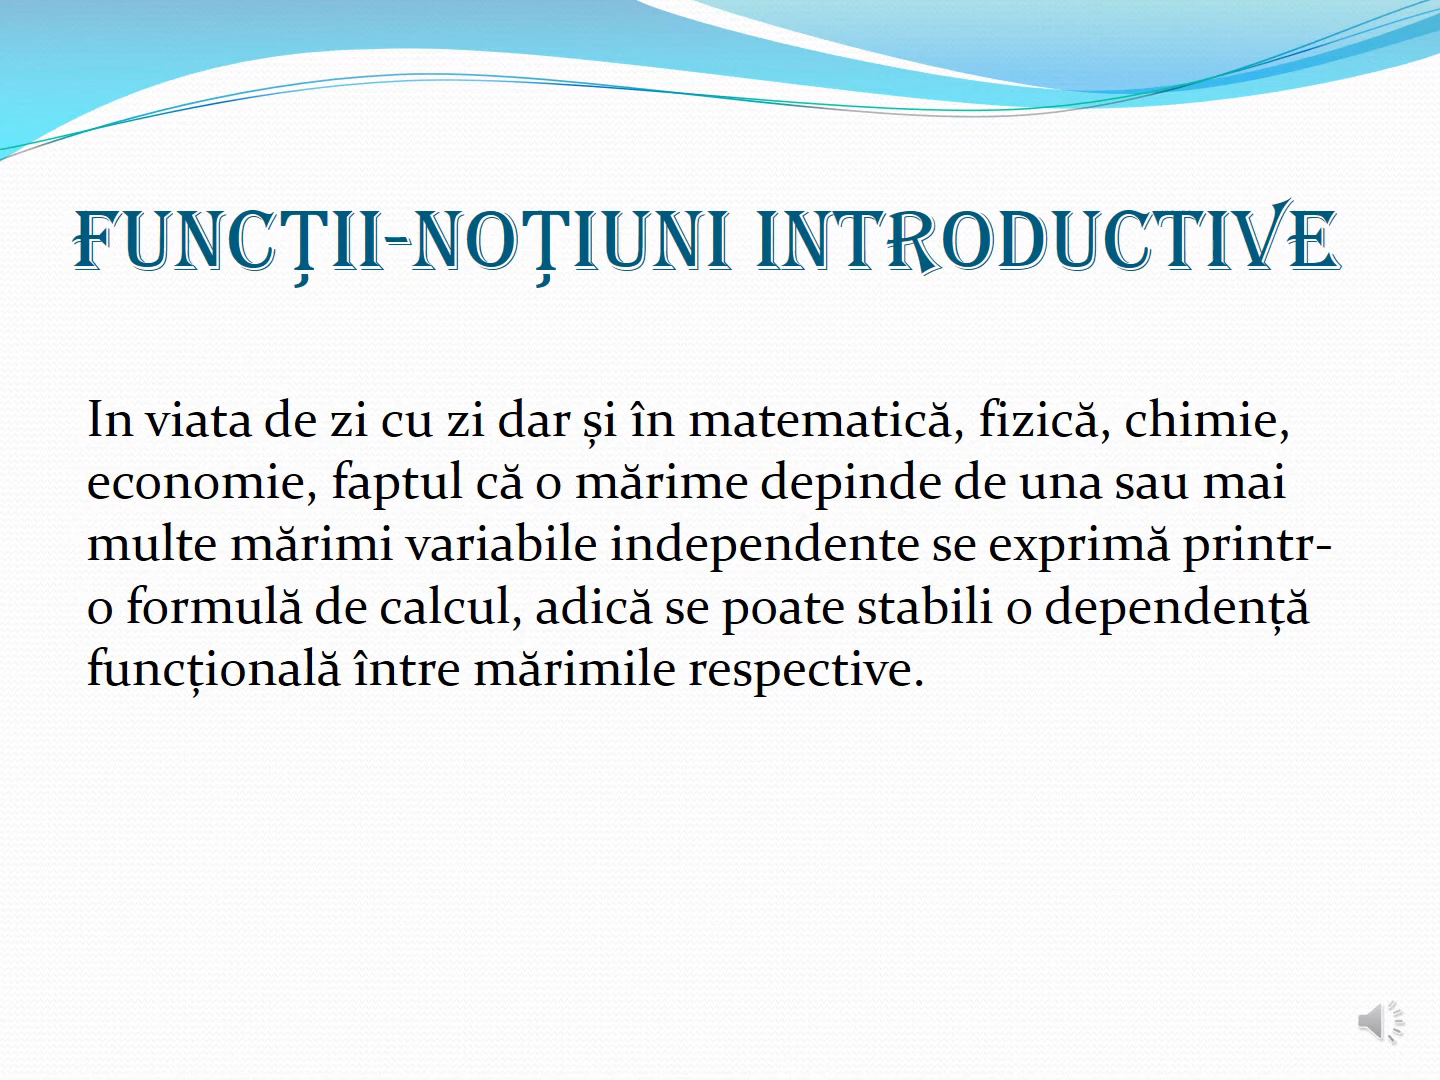 FUNCȚII-NOȚIUNI INTRODUCTIVE
In viata de zi cu zi dar și în matematică, fizică, chimie,
economie, faptul că o mărime depinde de una sau mai
multe mărimi variabile independente se exprimă printr-
o formulă de calcul, adică se poate stabili o dependență
funcțională între mărimile respective.